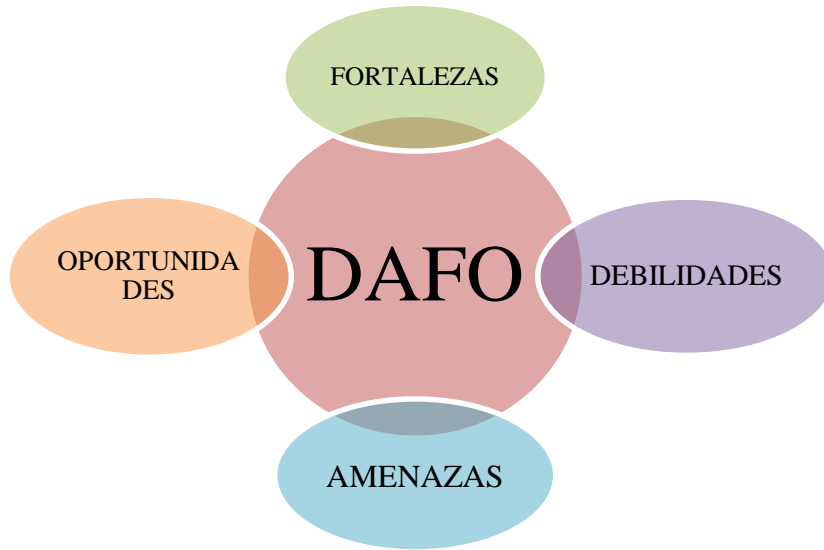 FORTALEZAS
OPORTUNIDA
DES
DAFO
DEBILIDADES
AMENAZAS